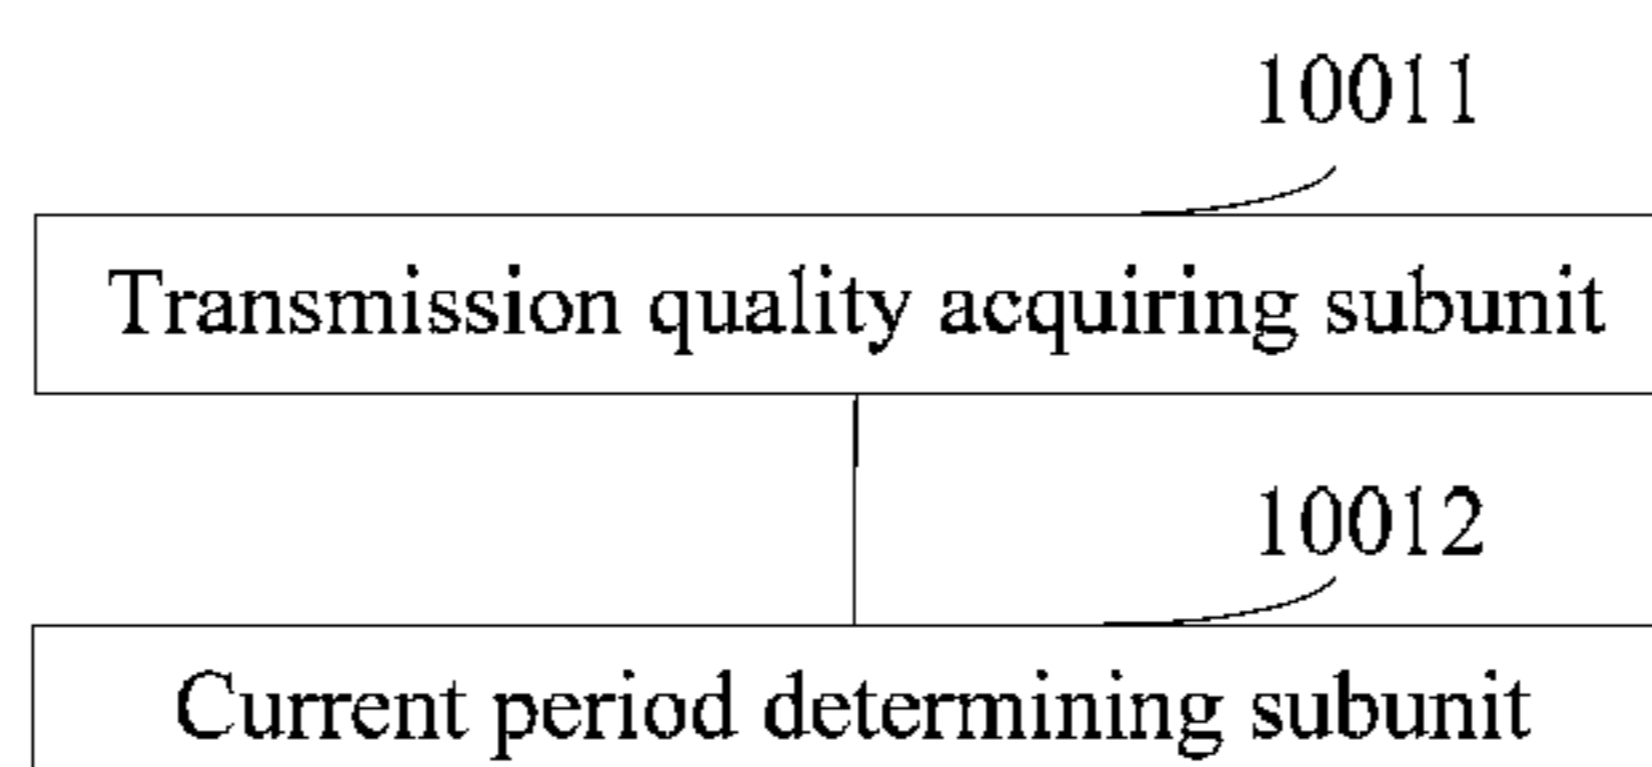 10011
Transmission quality acquiring subunit
10012
Current period determining subunit